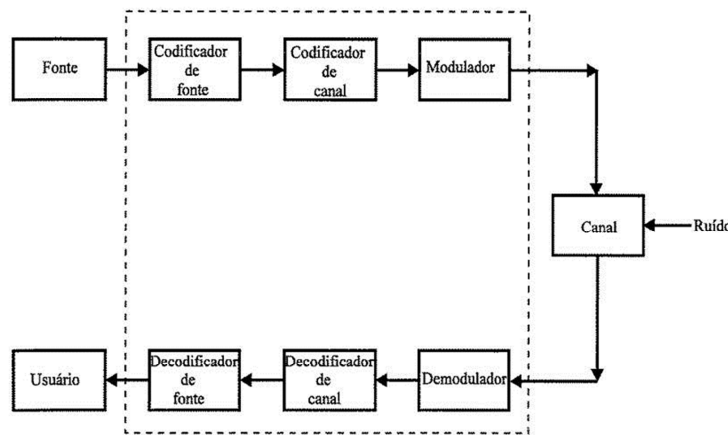 Fonte
Codificador
de
fonte
Codificador
de
canal
Modulador
Canal
Ruído
Usuário
Decodificador
de
fonte
Decodificador
de
canal
Demodulador